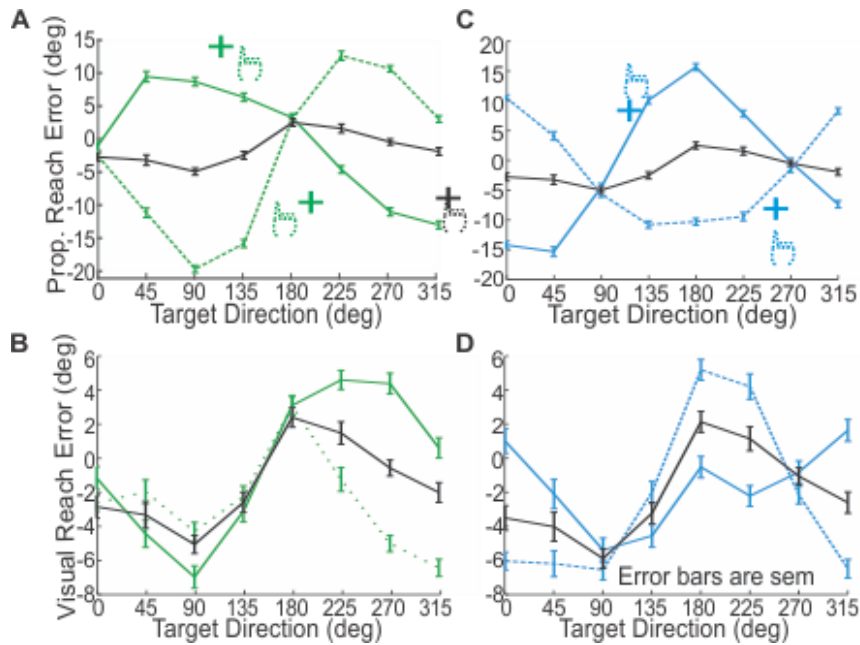 A
Prop. Reach Error (deg)
15
10
5
0
-5
-10
-15
-20
0 45 90 135 180 225 270 315
Target Direction (deg)
C
20
15
10
5
0
-5
-10
-15
-20
0 45 90 135 180 225 270 315
Target Direction (deg)
B
Visual Reach Error (deg)
6
4
2
0
-2
-4
-6
-8
0 45 90 135 180 225 270 315
Target Direction (deg)
D
6
4
2
0
-2
-4
-6
-8
Error bars are sem
0 45 90 135 180 225 270 315
Target Direction (deg)